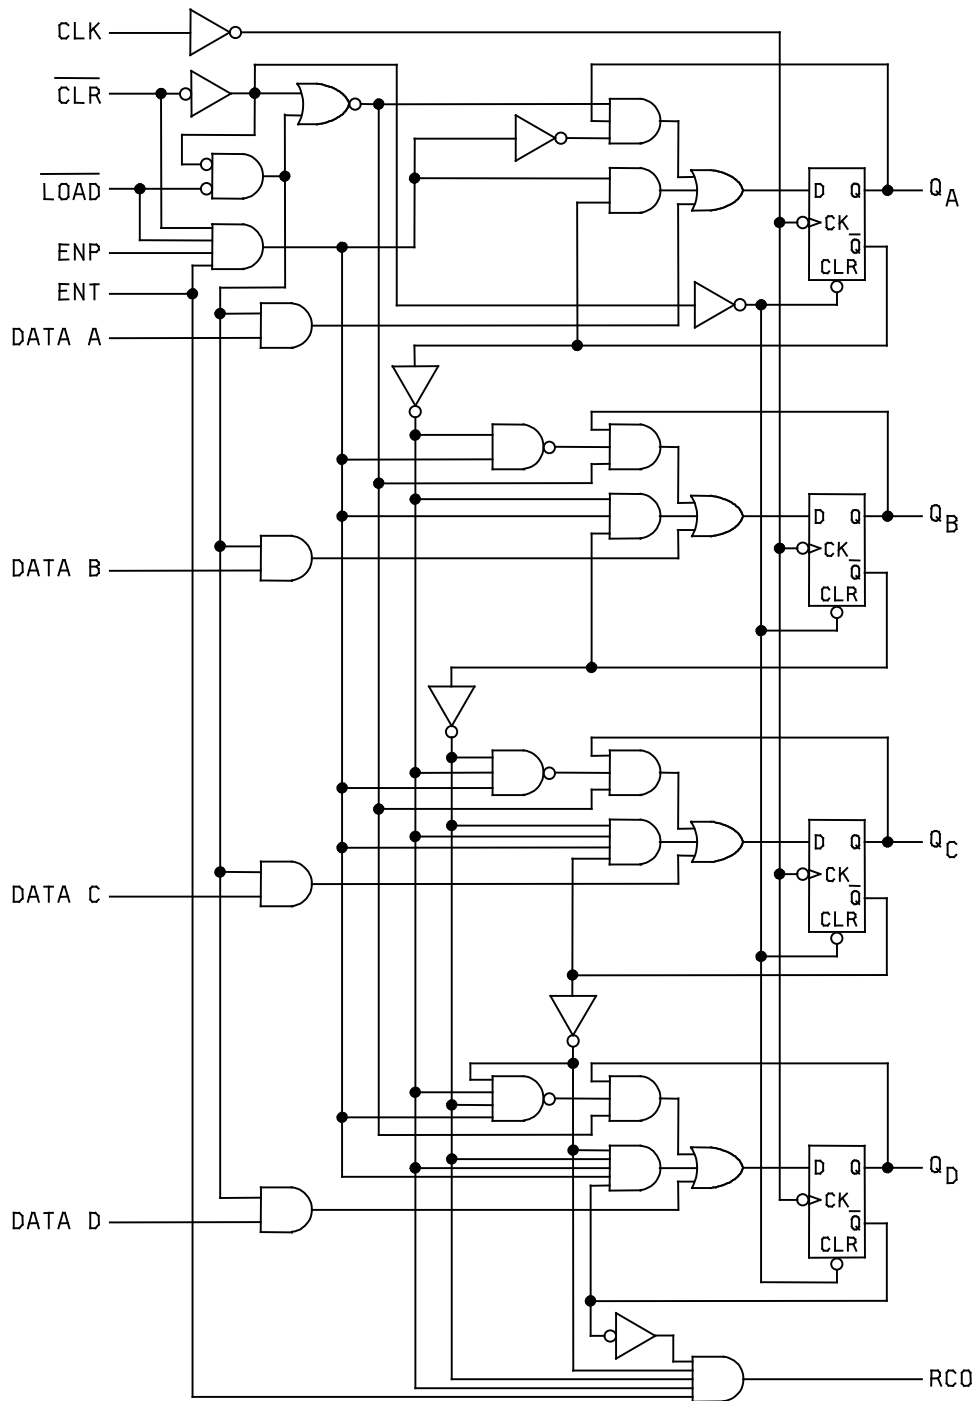 CLK
CLR
LOAD
ENP
ENT
DATA A
D Q
CK
Q
CLR
QA
DATA B
D Q
CK
Q
CLR
QB
DATA C
D Q
CK
Q
CLR
QC
DATA D
D Q
CK
Q
CLR
QD
RCO